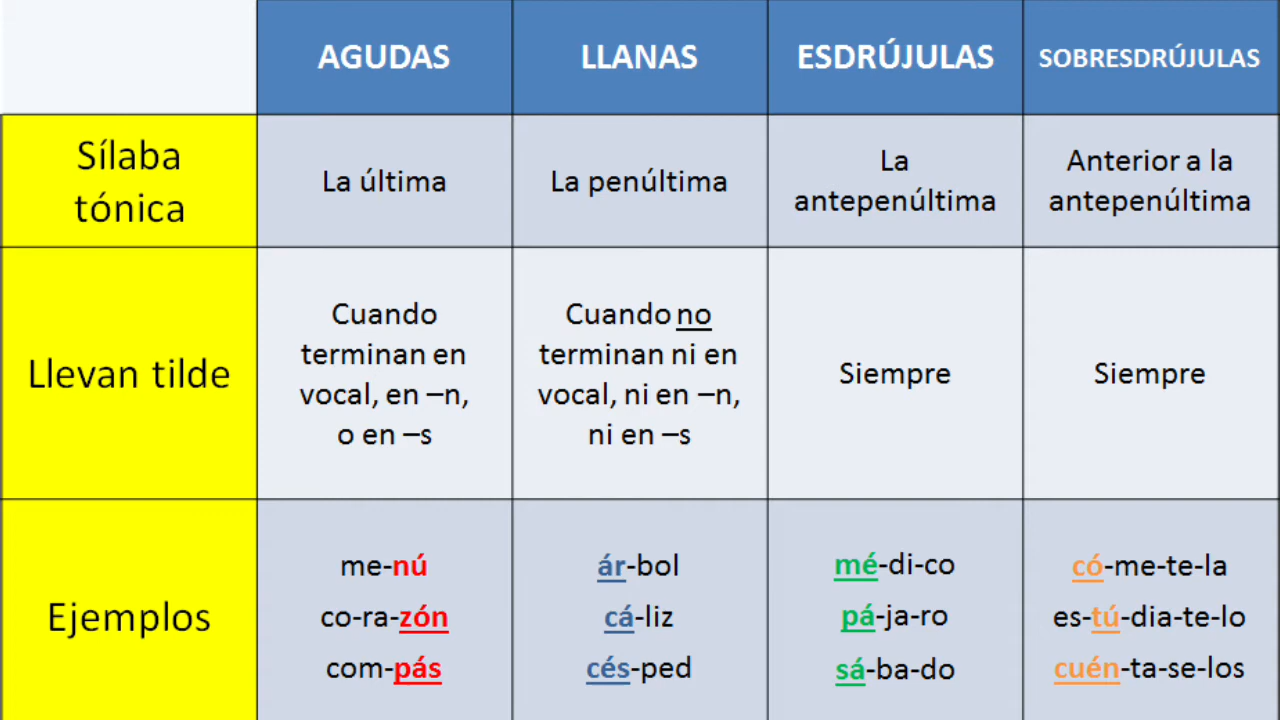 AGUDAS
LLANAS
ESDRÚJULAS
SOBRESDRÚJULAS
Sílaba
tónica
La última
La penúltima
La
antepenúltima
Anterior a la
antepenúltima
Llevan tilde
Cuando
terminan en
vocal, en –n,
o en –s
Cuando no
terminan ni en
vocal, ni en –n,
ni en –s
Siempre
Siempre
Ejemplos
me-nú
co-ra-zón
com-pás
ár-bol
cá-liz
cés-ped
mé-di-co
pá-ja-ro
sá-ba-do
có-me-te-la
es-tú-dia-te-lo
cuén-ta-se-los